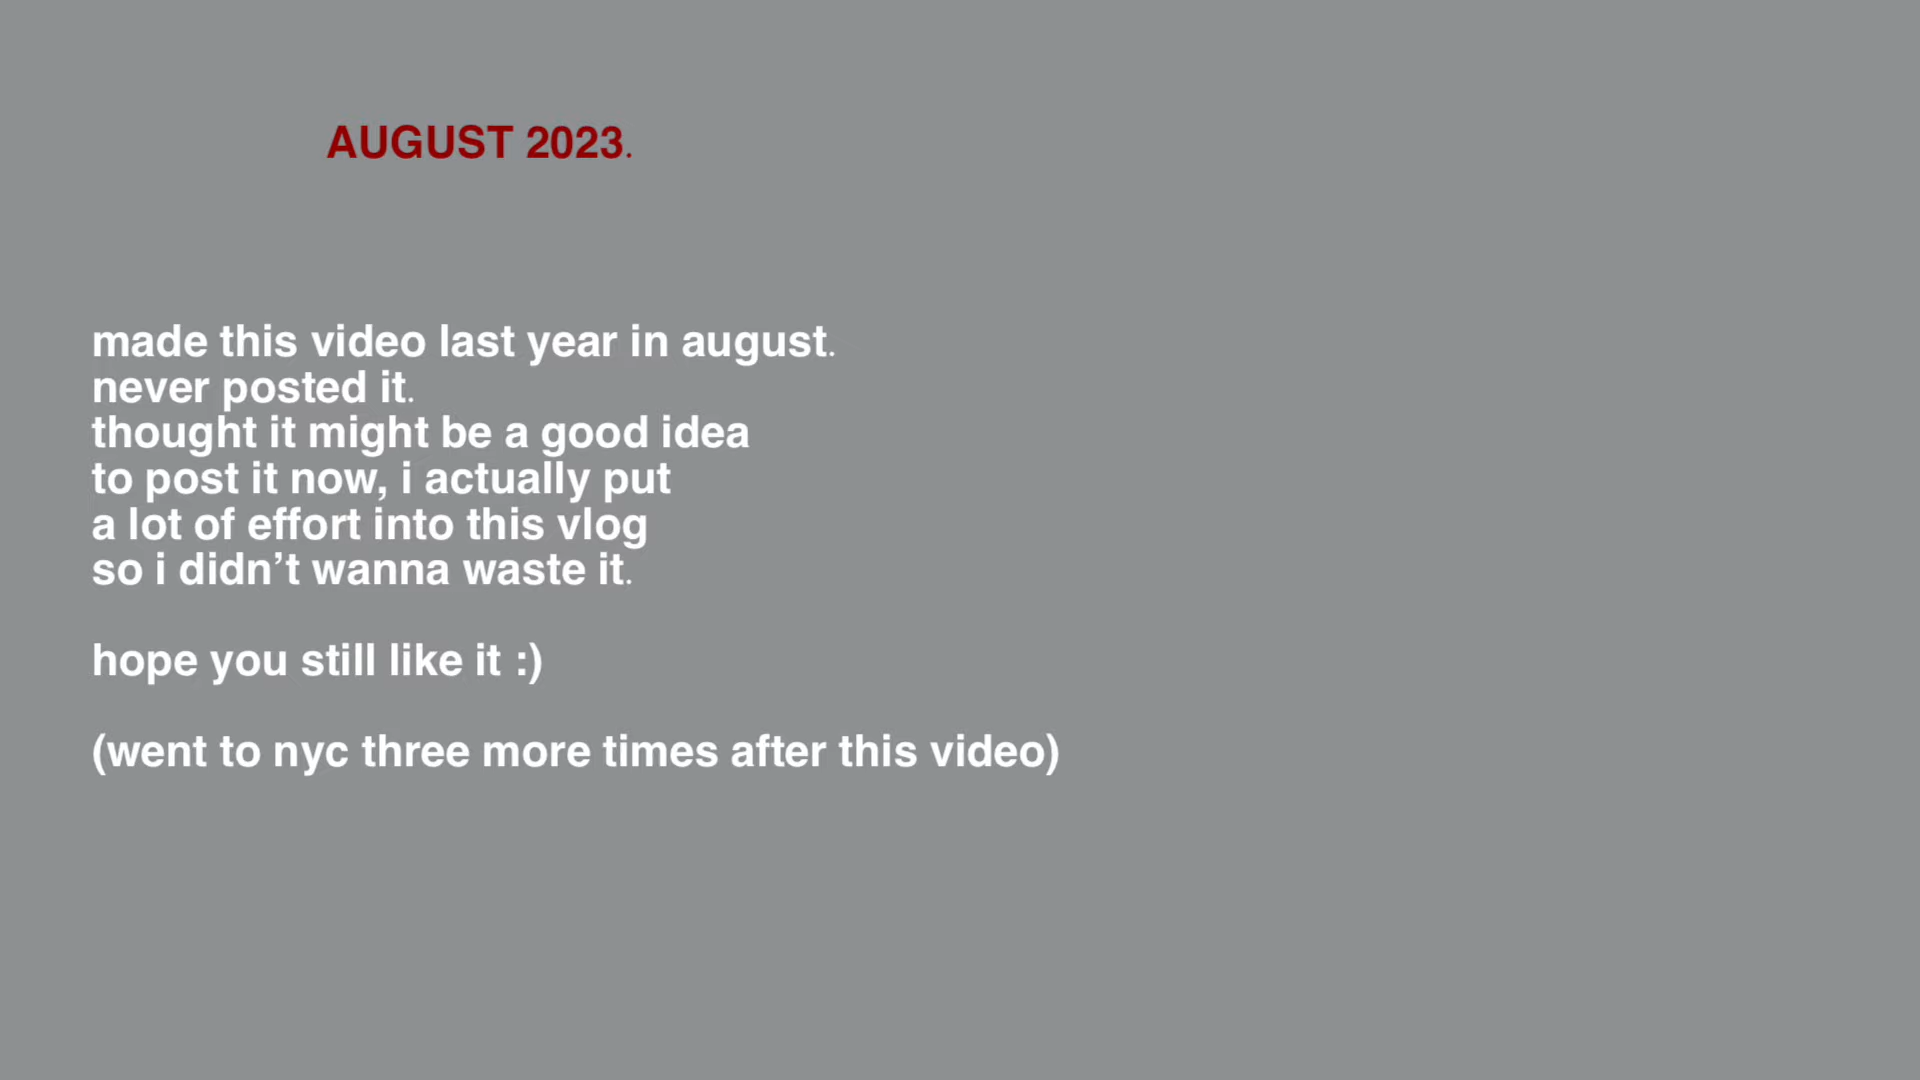 AUGUST 2023.
made this video last year in august.
never posted it.
thought it might be a good idea
to post it now, i actually put
a lot of effort into this vlog
so i didn’t wanna waste it.
hope you still like it :)
(went to nyc three more times after this video)